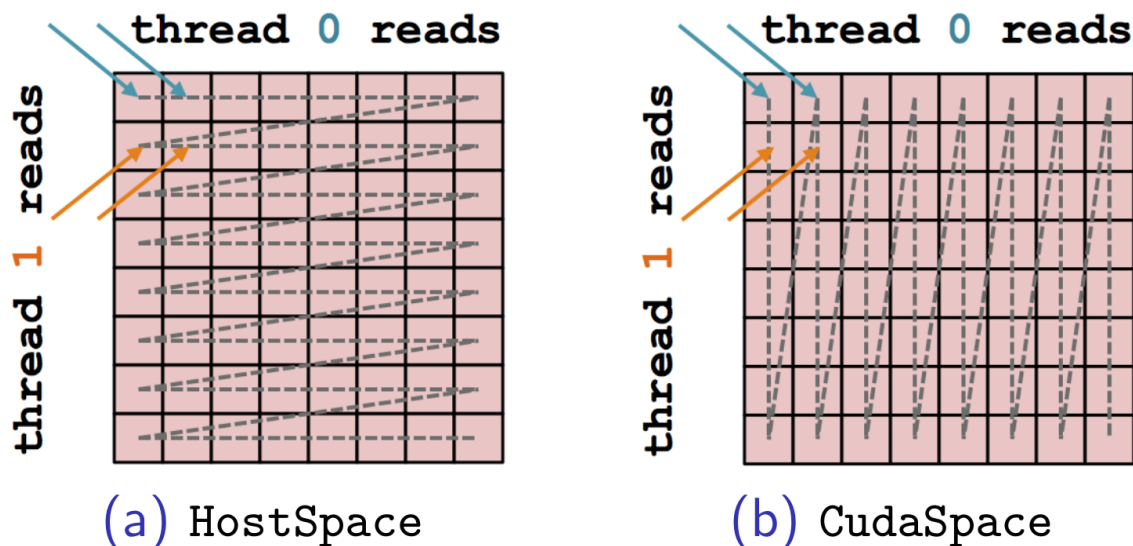 thread 0 reads
thread 1 reads
(a) HostSpace
thread 0 reads
thread 1 reads
(b) CudaSpace